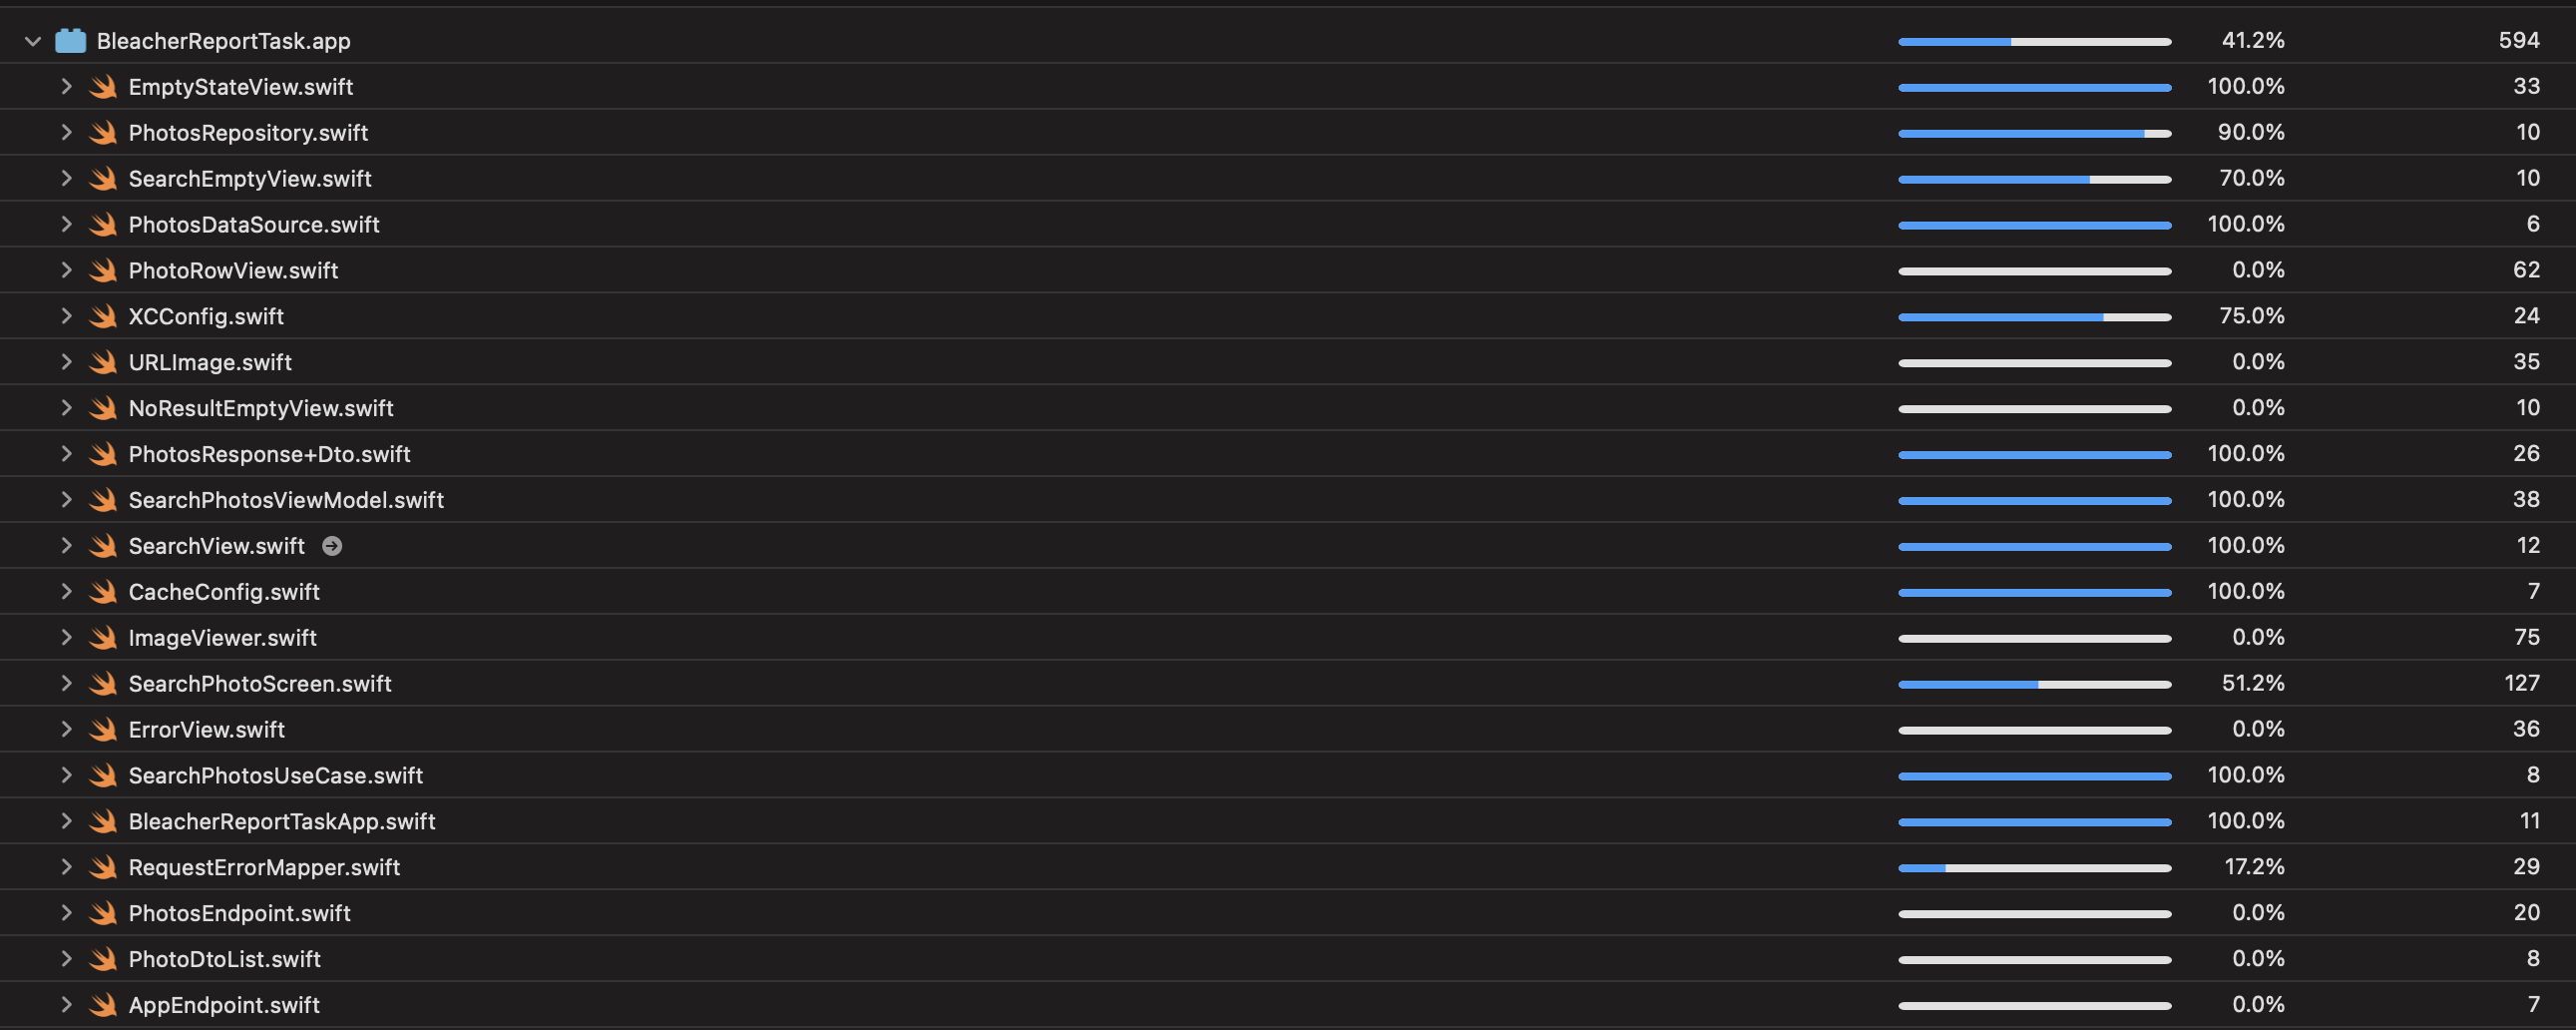 BleacherReportTask.app 41.2% 594
EmptyStateView.swift 100.0% 33
PhotosRepository.swift 90.0% 10
SearchEmptyView.swift 70.0% 10
PhotosDataSource.swift 100.0% 6
PhotoRowView.swift 0.0% 62
XCConfig.swift 75.0% 24
URLImage.swift 0.0% 35
NoResultEmptyView.swift 0.0% 10
PhotosResponse+Dto.swift 100.0% 26
SearchPhotosViewModel.swift 100.0% 38
SearchView.swift 100.0% 12
CacheConfig.swift 100.0% 7
ImageViewer.swift 0.0% 75
SearchPhotoScreen.swift 51.2% 127
ErrorView.swift 0.0% 36
SearchPhotosUseCase.swift 100.0% 8
BleacherReportTaskApp.swift 100.0% 11
RequestErrorMapper.swift 17.2% 29
PhotosEndpoint.swift 0.0% 20
PhotoDtoList.swift 0.0% 8
AppEndpoint.swift 0.0% 7